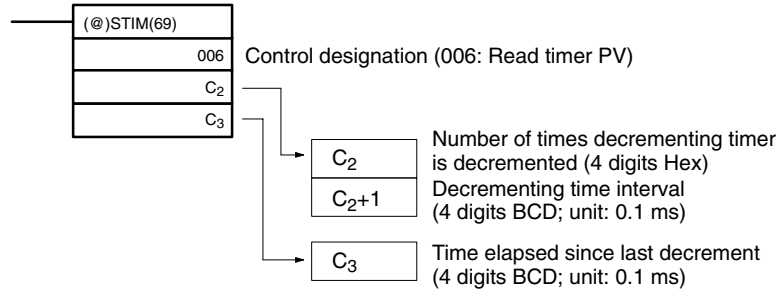 (@)STIM(69)
006 Control designation (006: Read timer PV)
C2
C3
C2 Number of times decrementing timer
is decremented (4 digits Hex)
C2+1 Decrementing time interval
(4 digits BCD; unit: 0.1 ms)
C3 Time elapsed since last decrement
(4 digits BCD; unit: 0.1 ms)